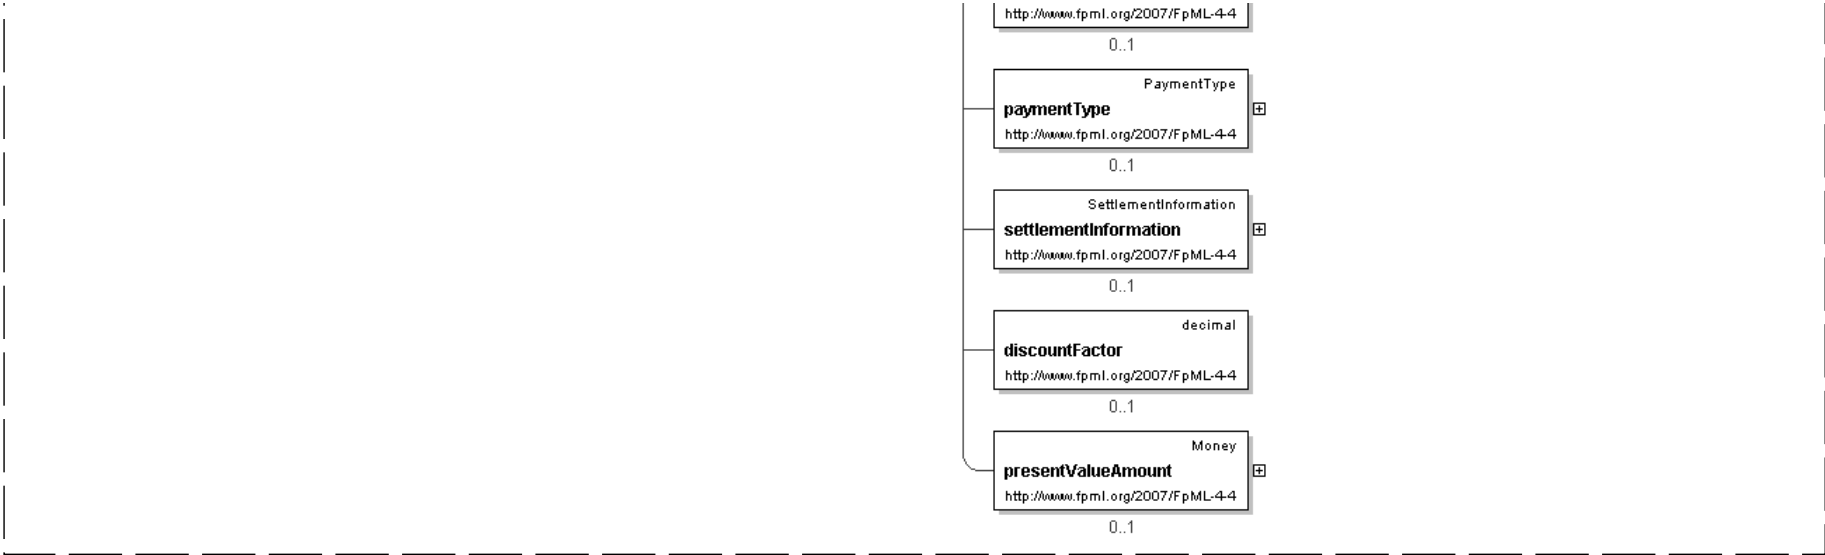 http://www.fpml.org/2007/FpML-4-4
0..1
PaymentType
paymentType
http://www.fpml.org/2007/FpML-4-4
0..1
SettlementInformation
settlementInformation
http://www.fpml.org/2007/FpML-4-4
0..1
decimal
discountFactor
http://www.fpml.org/2007/FpML-4-4
0..1
Money
presentValueAmount
http://www.fpml.org/2007/FpML-4-4
0..1